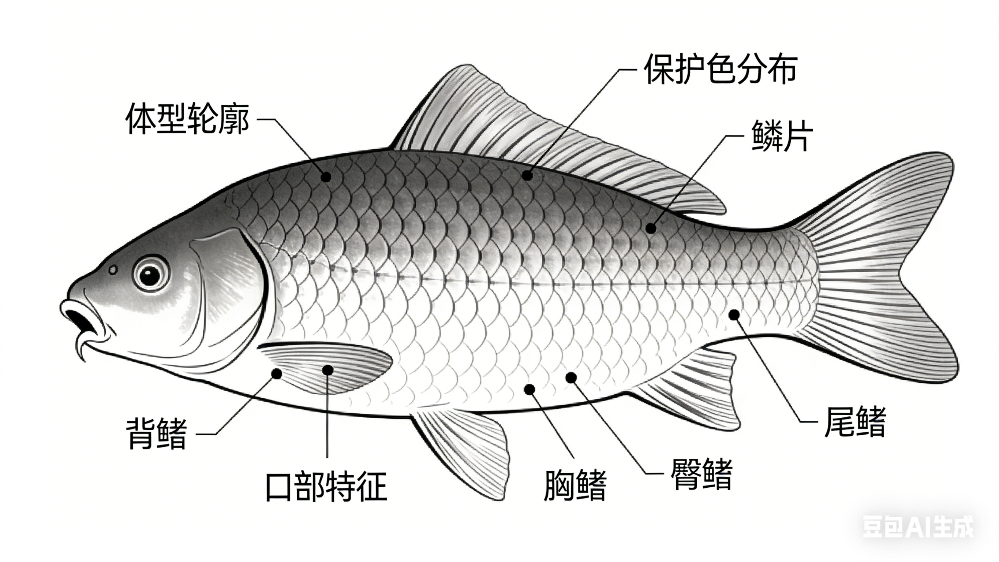 保护色分布
体型轮廓
鳞片
背鳍
口部特征
胸鳍
臀鳍
尾鳍
豆包AI生成